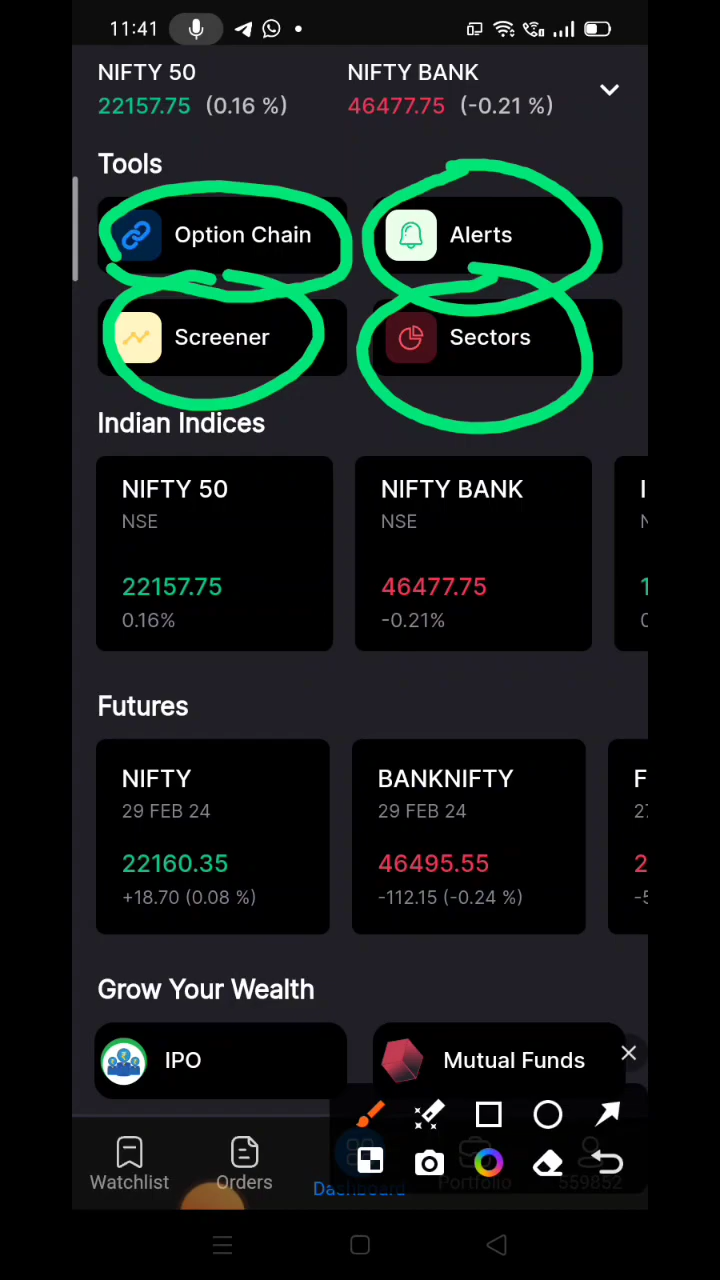 11:41
NIFTY 50 NIFTY BANK
22157.75 (0.16 %) 46477.75 (-0.21 %)
Tools
Option Chain Alerts
Screener Sectors
Indian Indices
NIFTY 50 NIFTY BANK
NSE NSE
22157.75 46477.75
0.16% -0.21%
Futures
NIFTY BANKNIFTY F
29 FEB 24 29 FEB 24
22160.35 46495.55 2
+18.70 (0.08 %) -112.15 (-0.24 %)
Grow Your Wealth
IPO Mutual Funds
Watchlist Orders Dashboard Portfolio